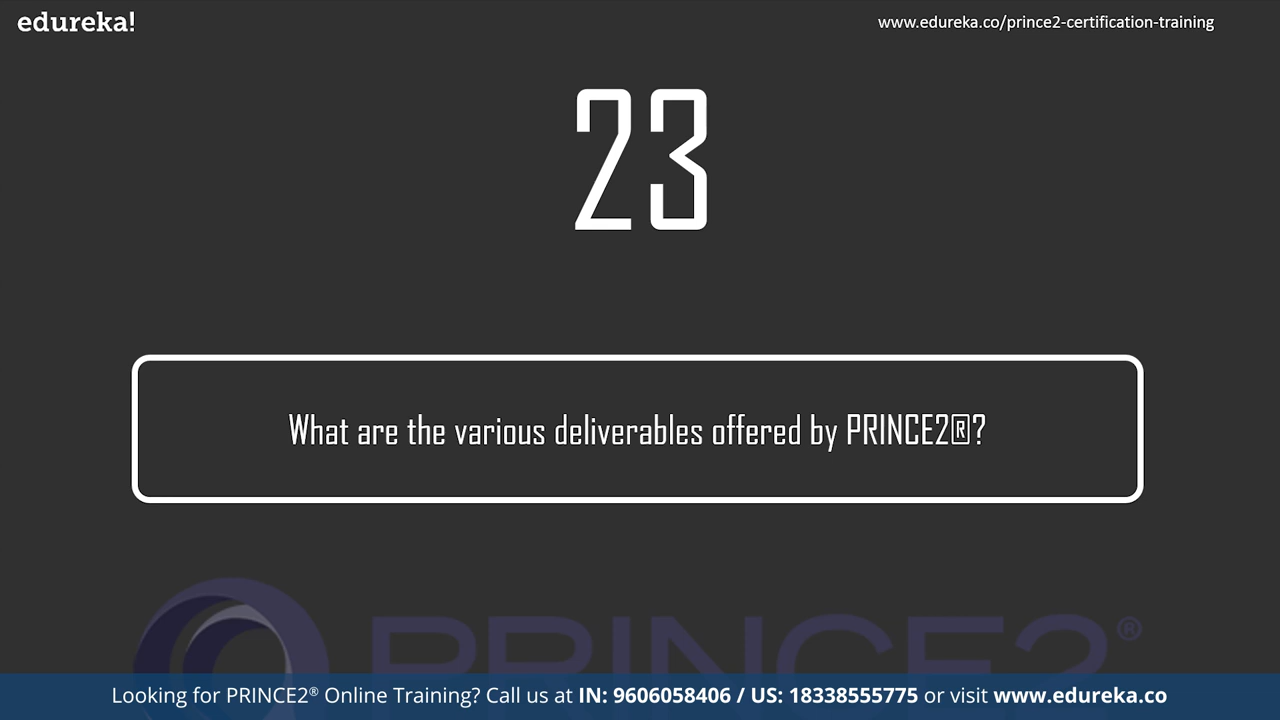 edureka!
www.edureka.co/prince2-certification-training
23
What are the various deliverables offered by PRINCE2®?
PRINCE2®
Looking for PRINCE2® Online Training? Call us at IN: 9606058406 / US: 18338555775 or visit www.edureka.co